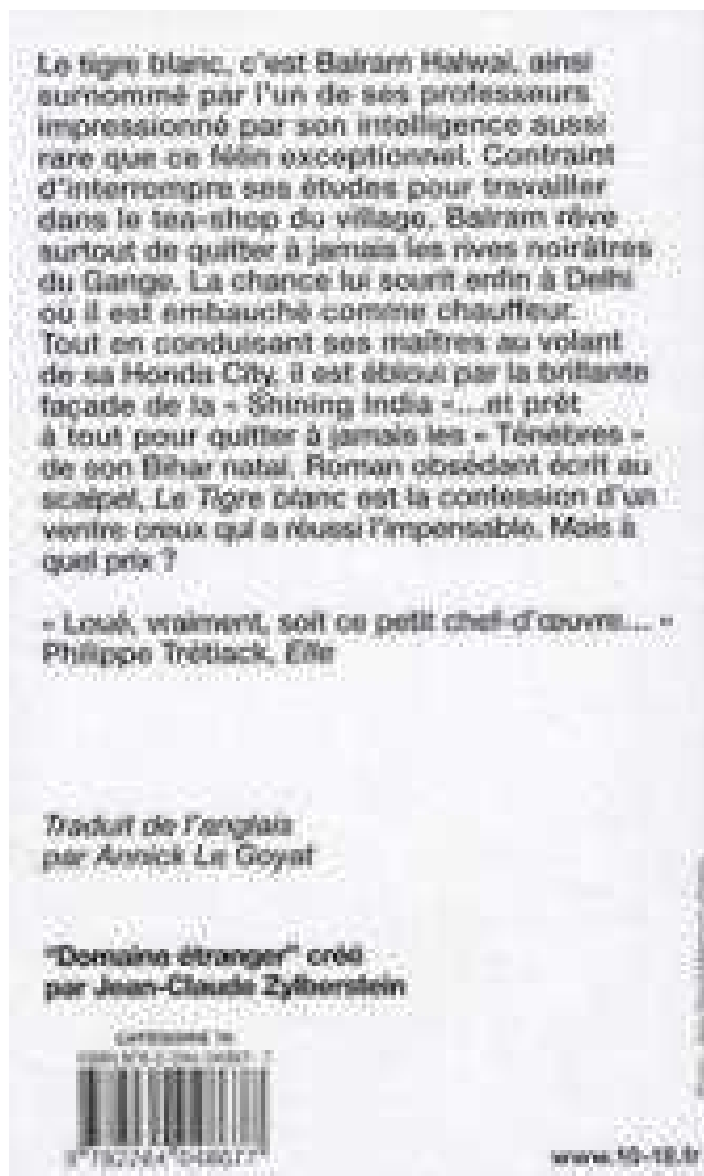 Le tigre blanc, c'est Balram Halwai, ainsi
surnommé par l'un de ses professeurs
impressionné par son intelligence aussi
rare que ce félin exceptionnel. Contraint
d'interrompre ses études pour travailler
dans le tea-shop du village, Balram rêve
surtout de quitter à jamais les rives noirâtres
du Gange. La chance lui sourit enfin à Delhi
où il est embauché comme chauffeur.
Tout en conduisant ses maîtres au volant
de sa Honda City, il est ébloui par la brillante
façade de la « Shining India »...et prêt
à tout pour quitter à jamais les « Ténèbres »
de son Bihar natal. Roman obsédant écrit au
scalpel, Le Tigre blanc est la confession d'un
ventre creux qui a réussi l'impensable. Mais à
quel prix ?
« Loué, vraiment, soit ce petit chef-d'œuvre... »
Philippe Trétiack, Elle
Traduit de l'anglais
par Annick Le Goyat
"Domaine étranger" créé
par Jean-Claude Zylberstein
www.10-18.fr